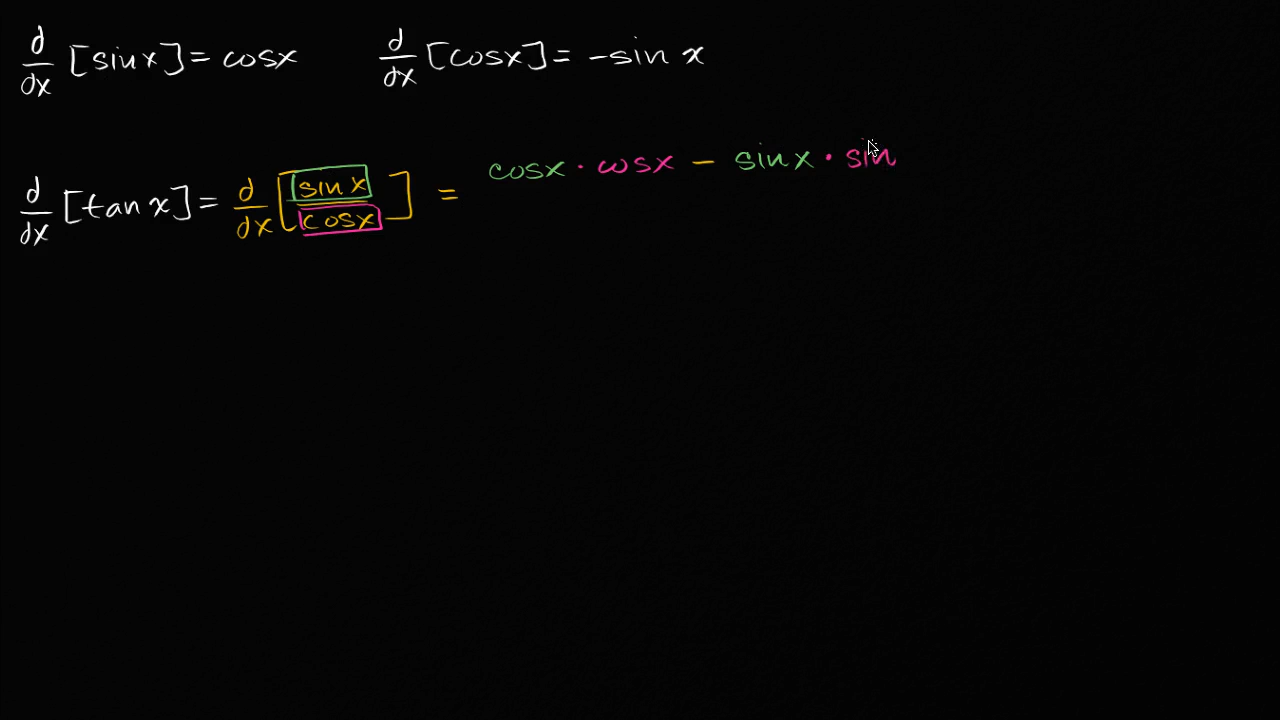 d/dx [sin x] = cos x   d/dx [cos x] = -sin x
d/dx [tan x] = d/dx [sin x / cos x] = cos x · cos x - sin x · sin